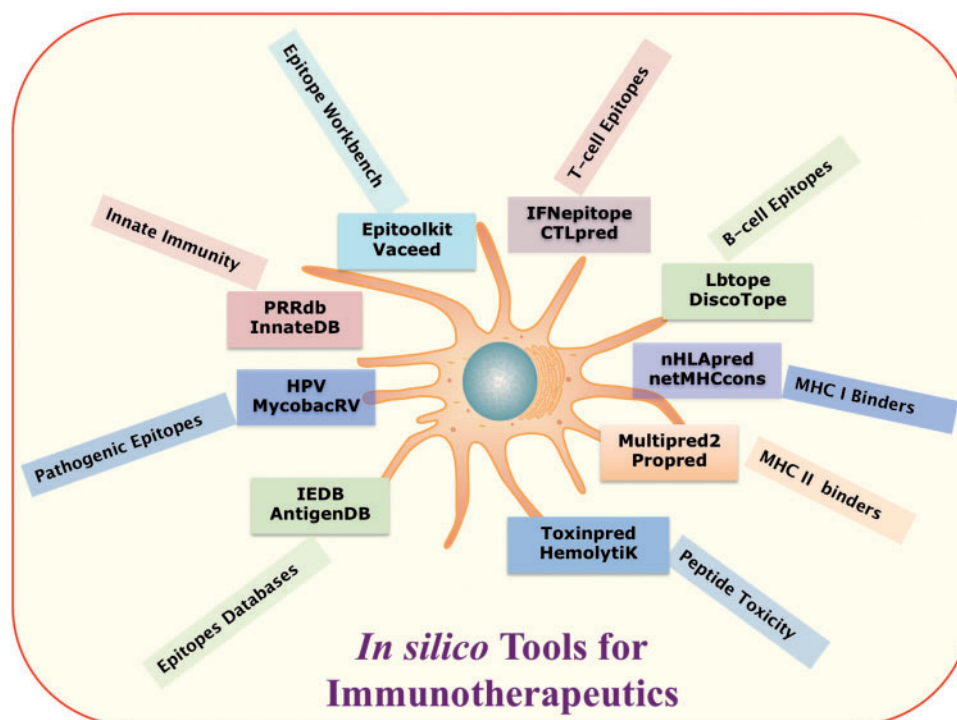 Epitope Workbench
Epitoolkit
Vaceed
T-cell Epitopes
IFNepitope
CTLpred
B-cell Epitopes
Lbtope
DiscoTope
Innate Immunity
PRRdb
InnateDB
nHLApred
netMHCcons
MHC I Binders
HPV
MycobacRV
Pathogenic Epitopes
Multipred2
Propred
MHC II binders
IEDB
AntigenDB
Epitopes Databases
Toxinpred
HemolytiK
Peptide Toxicity
In silico Tools for
Immunotherapeutics